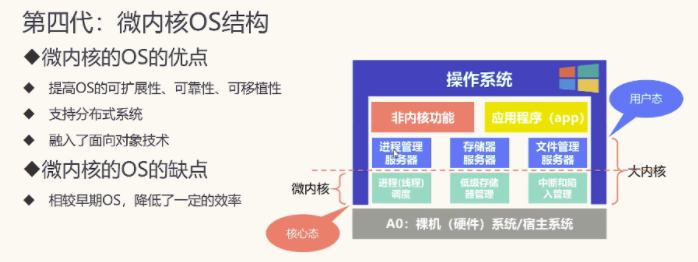 第四代：微内核OS结构
◆微内核的OS的优点
◆ 提高OS的可扩展性、可靠性、可移植性
◆ 支持分布式系统
◆ 融入了面向对象技术
◆微内核的OS的缺点
◆ 相较早期OS，降低了一定的效率
操作系统
非内核功能
应用程序（app）
用户态
进程管理
服务器
存储器
服务器
文件管理
服务器
大内核
微内核
进程(线程)
调度
低级存储
器管理
中断和陷
入管理
核心态
A0：裸机（硬件）系统/宿主系统